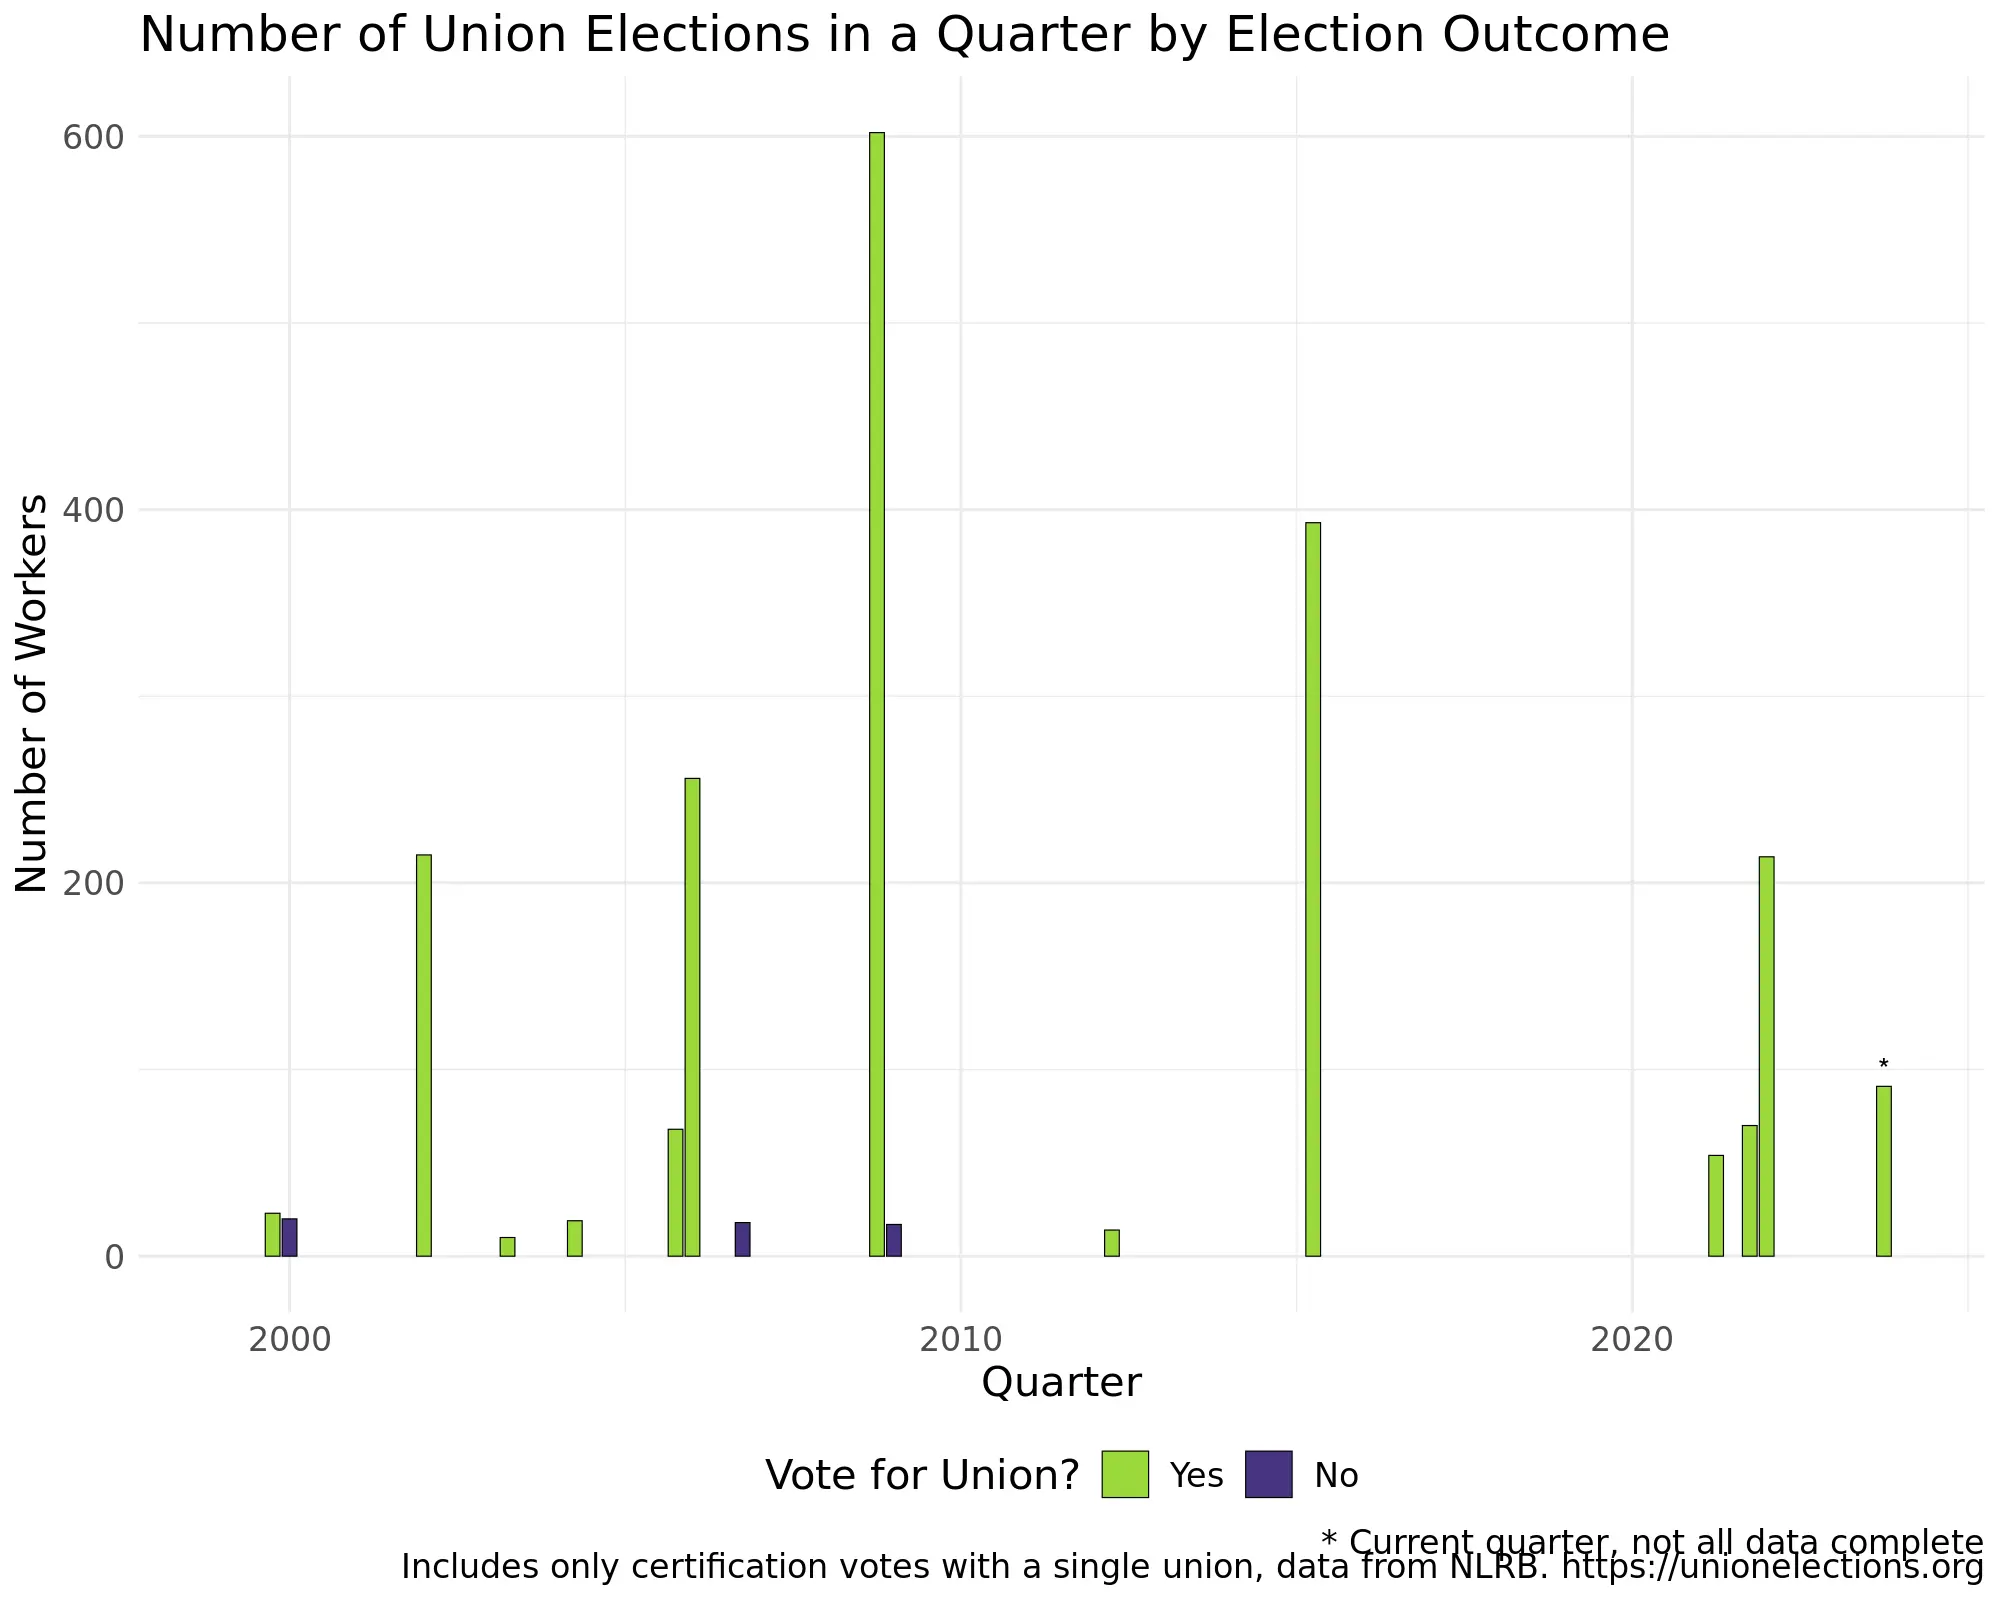 Number of Union Elections in a Quarter by Election Outcome
600
400
200
0
Number of Workers
*
2000 2010 2020
Quarter
Vote for Union? Yes No
* Current quarter, not all data complete
Includes only certification votes with a single union, data from NLRB. https://unionelections.org